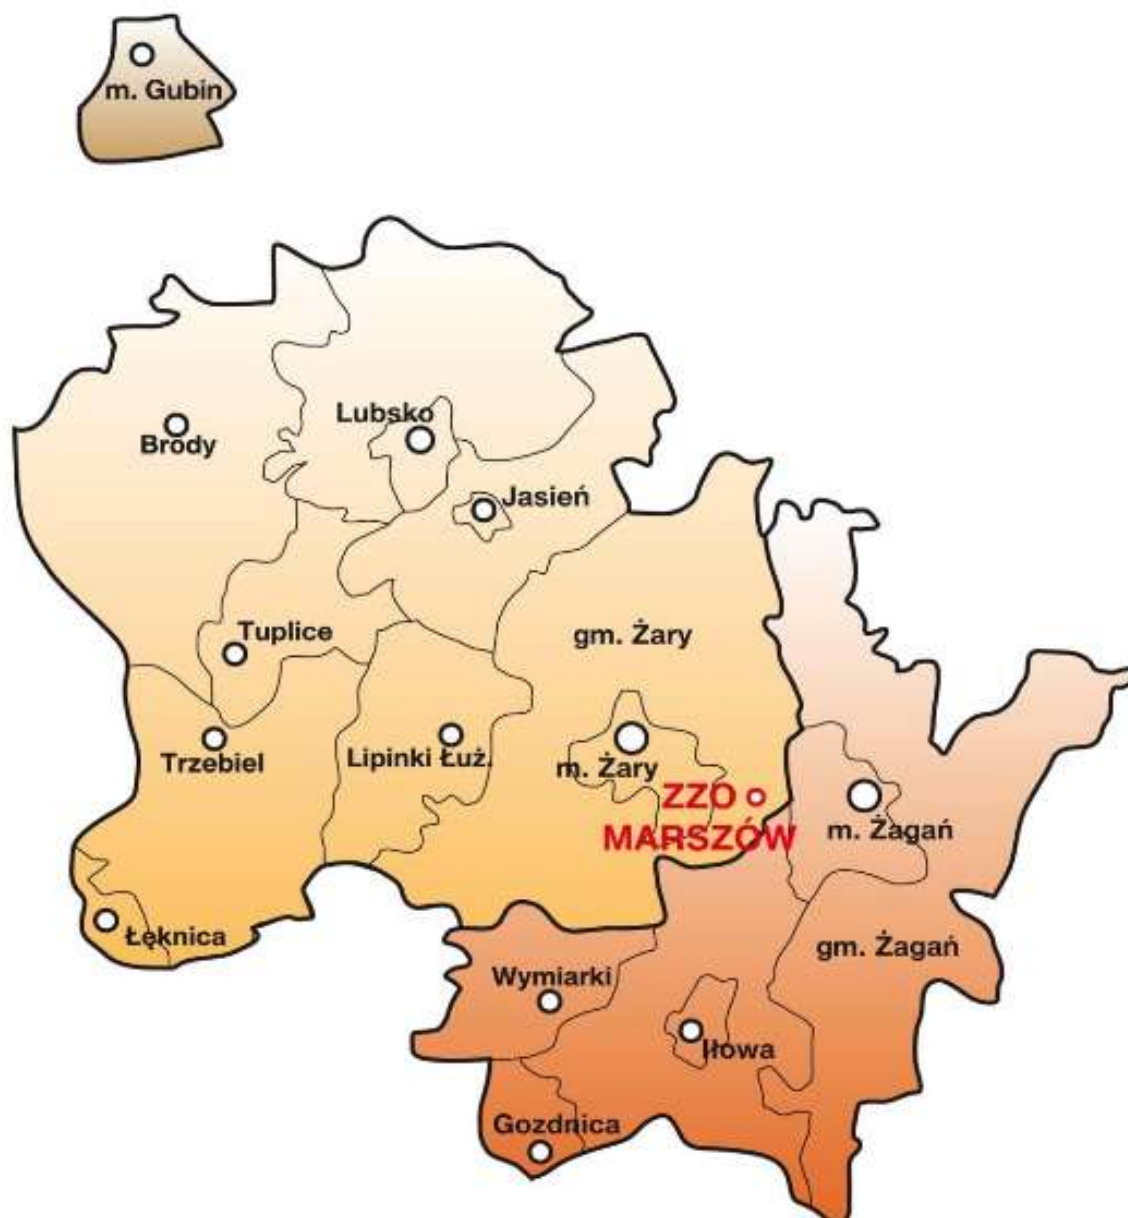 m. Gubin
Lubsko
Brody
Jasień
Tuplice
gm. Żary
Trzebiel
Lipinki Łuż.
m. Żary
ZZO
MARSZÓW
m. Żagań
Łęknica
gm. Żagań
Wymiarki
Iłowa
Gozdnica